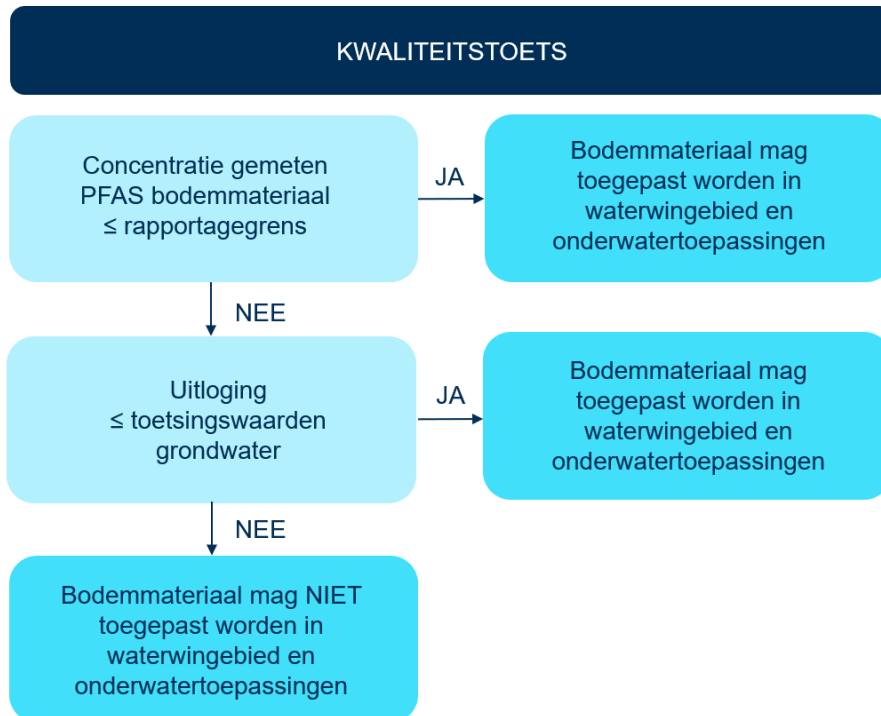 KWALITEITSTOETS
Concentratie gemeten
PFAS bodemmateriaal
≤ rapportagegrens
JA
Bodemmateriaal mag
toegepast worden in
waterwingebied en
onderwatertoepassingen
NEE
Uitloging
≤ toetsingswaarden
grondwater
JA
Bodemmateriaal mag
toegepast worden in
waterwingebied en
onderwatertoepassingen
NEE
Bodemmateriaal mag NIET
toegepast worden in
waterwingebied en
onderwatertoepassingen